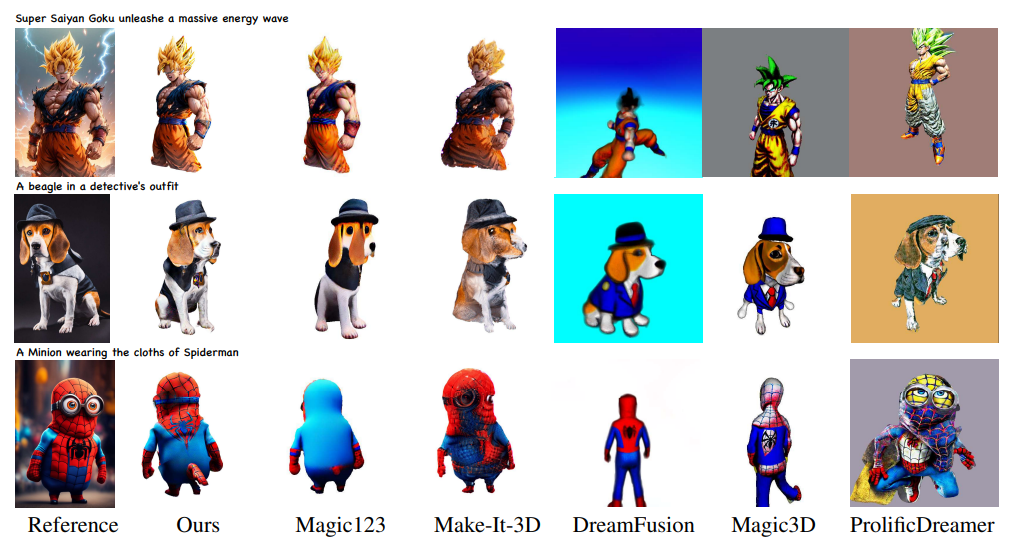 Super Saiyan Goku unleashe a massive energy wave
A beagle in a detective's outfit
A Minion wearing the cloths of Spiderman
Reference Ours Magic123 Make-It-3D DreamFusion Magic3D ProlificDreamer